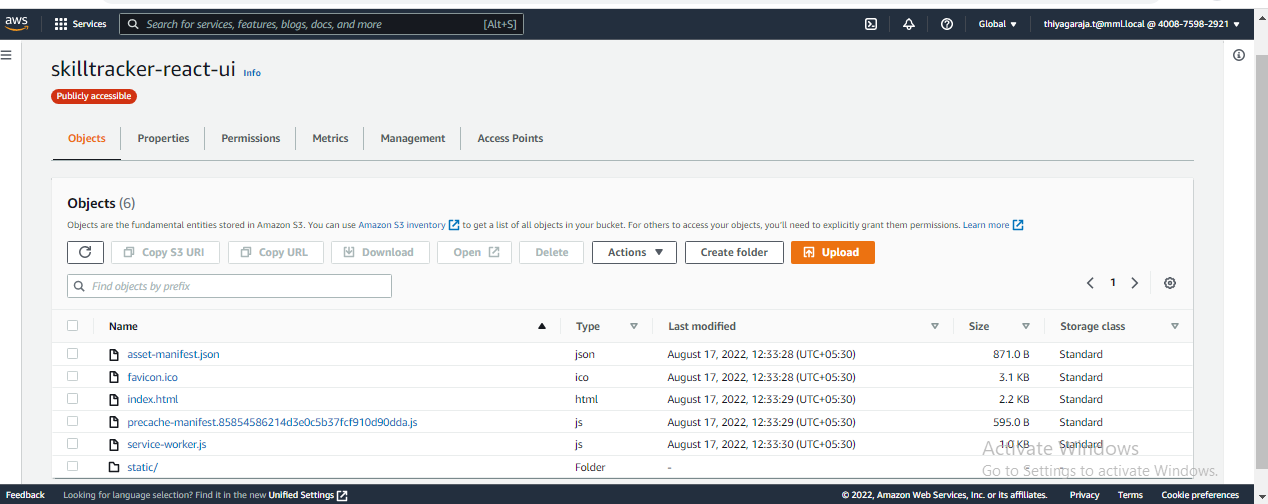 aws Services Search for services, features, blogs, docs, and more [Alt+S] Global thiyagaraja.t@mml.local @ 4008-7598-2921
skilltracker-react-ui Info
Publicly accessible
Objects Properties Permissions Metrics Management Access Points
Objects (6)
Objects are the fundamental entities stored in Amazon S3. You can use Amazon S3 inventory to get a list of all objects in your bucket. For others to access your objects, you'll need to explicitly grant them permissions. Learn more
Copy S3 URI Copy URL Download Open Delete Actions Create folder Upload
Find objects by prefix
1
Name Type Last modified Size Storage class
asset-manifest.json json August 17, 2022, 12:33:28 (UTC+05:30) 871.0 B Standard
favicon.ico ico August 17, 2022, 12:33:28 (UTC+05:30) 3.1 KB Standard
index.html html August 17, 2022, 12:33:29 (UTC+05:30) 2.2 KB Standard
precache-manifest.85854586214d3e0c5b37fcf910d90dda.js js August 17, 2022, 12:33:29 (UTC+05:30) 595.0 B Standard
service-worker.js js August 17, 2022, 12:33:30 (UTC+05:30) 1.0 KB Standard
Activate Windows
static/ Folder - - -
Go to Settings to activate Windows.
Feedback Looking for language selection? Find it in the new Unified Settings © 2022, Amazon Web Services, Inc. or its affiliates. Privacy Terms Cookie preferences